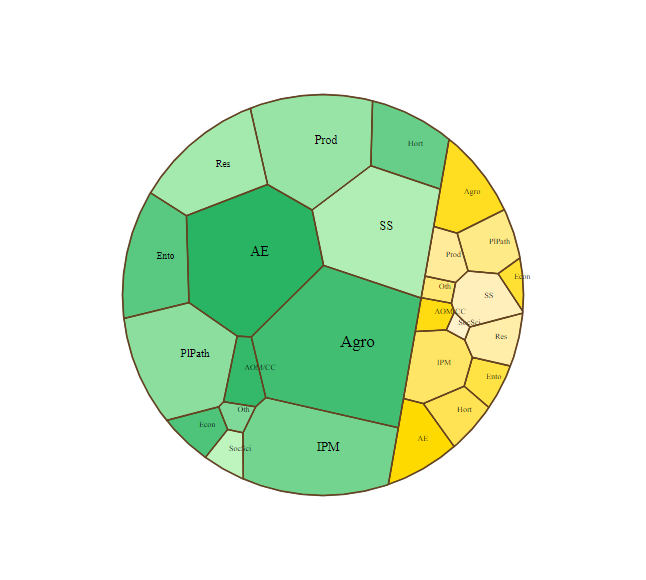 Prod
Hort
Res
Agro
SS
PlPath
AE
Ento
Prod
Econ
Oth
SS
AOM/CC
SocSci
Agro
Res
PlPath
IPM
AOM/CC
Ento
Oth
Hort
Econ
AE
SocSci
IPM